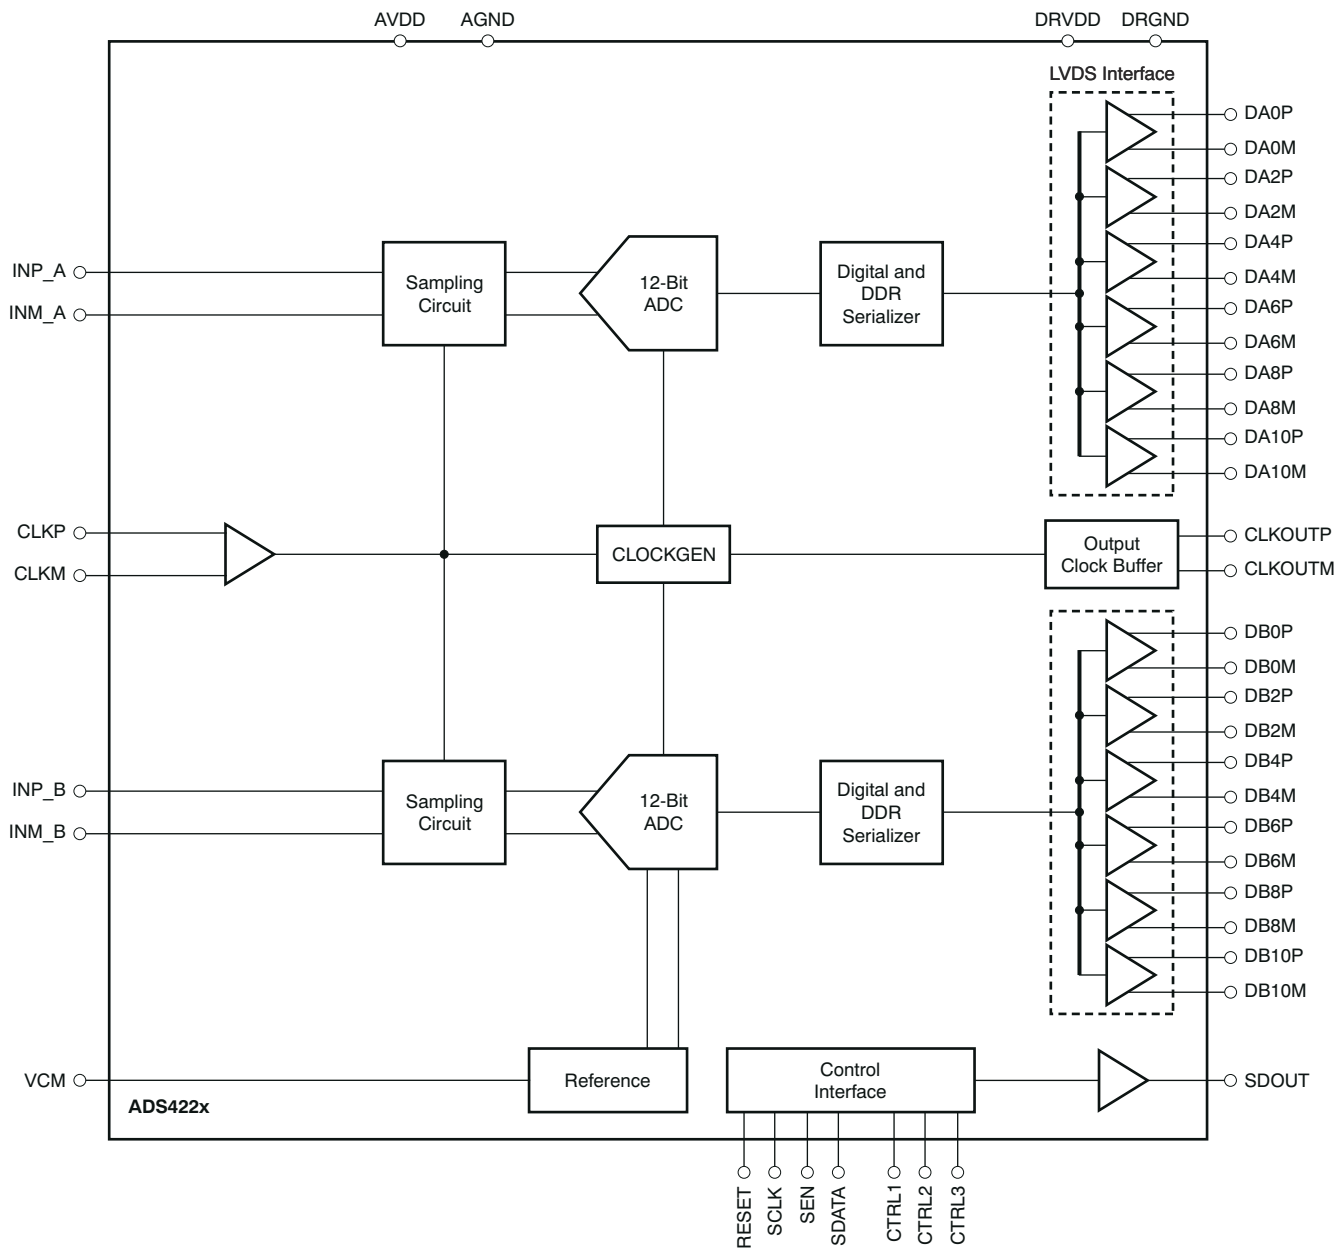 AVDD
AGND
DRVDD
DRGND
LVDS Interface
DA0P
DA0M
DA2P
DA2M
DA4P
DA4M
DA6P
DA6M
DA8P
DA8M
DA10P
DA10M
INP_A
INM_A
Sampling
Circuit
12-Bit
ADC
Digital and
DDR
Serializer
CLKP
CLKM
CLOCKGEN
Output
Clock Buffer
CLKOUTP
CLKOUTM
DB0P
DB0M
DB2P
DB2M
DB4P
DB4M
DB6P
DB6M
DB8P
DB8M
DB10P
DB10M
INP_B
INM_B
Sampling
Circuit
12-Bit
ADC
Digital and
DDR
Serializer
VCM
Reference
Control
Interface
SDOUT
ADS422x
RESET
SCLK
SEN
SDATA
CTRL1
CTRL2
CTRL3